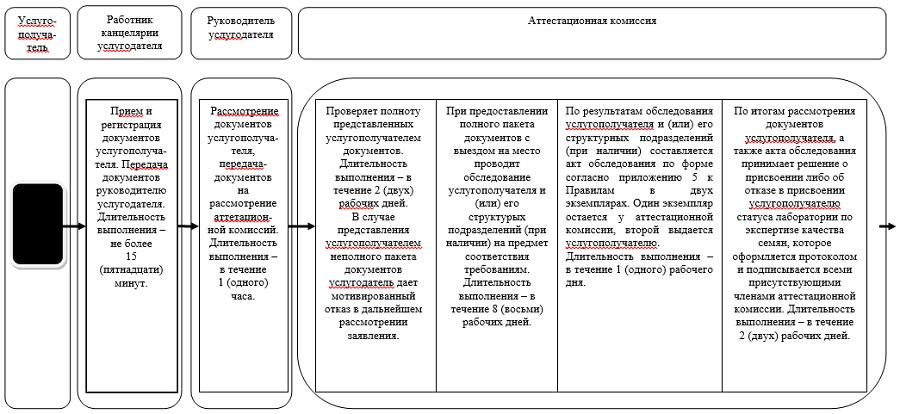 Услуго-
получа-
тель
Работник
канцелярии
услугодателя
Руководитель
услугодателя
Аттестационная комиссия
Прием и
регистрация
документов
услугополуча-
теля. Передача
документов
руководителю
услугодателя.
Длительность
выполнения –
не более
15
(пятнадцати)
минут.
Рассмотрение
документов
услугополуча-
теля,
передача-
документов
на
рассмотрение
аттетацион-
ной комиссий.
Длительность
выполнения –
в течение
1 (одного)
часа.
Проверяет полноту
представленных
услугополучателем
документов.
Длительность
выполнения – в
течение 2 (двух)
рабочих дней.
В случае
представления
услугополучателем
неполного пакета
документов
услугодатель дает
мотивированный
отказ в дальнейшем
рассмотрении
заявления.
При предоставлении
полного пакета
документов с
выездом на место
проводит
обследование
услугополучателя и
(или) его
структурных
подразделений (при
наличии) на предмет
соответствия
требованиям.
Длительность
выполнения – в
течение 8 (восьми)
рабочих дней.
По результатам обследования
услугополучателя и (или) его
структурных подразделений
(при наличии) составляется
акт обследования по форме
согласно приложению 5 к
Правилам в двух
экземплярах. Один экземпляр
остается у аттестационной
комиссии, второй выдается
услугополучателю.
Длительность выполнения –
в течение 1 (одного) рабочего
дня.
По итогам рассмотрения
документов
услугополучателя, а
также акта обследования
принимает решение о
присвоении либо об
отказе в присвоении
услугополучателю
статуса лаборатории по
экспертизе качества
семян, которое
оформляется протоколом
и подписывается всеми
присутствующими
членами аттестационной
комиссии. Длительность
выполнения – в течение
2 (двух) рабочих дней.